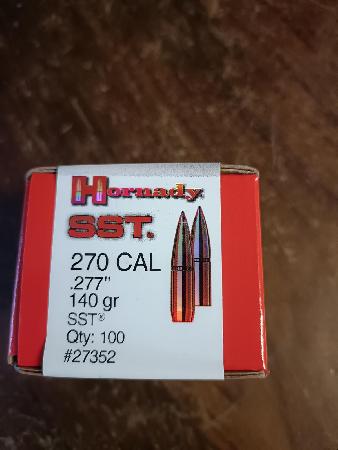 Hornady
SST.
270 CAL
.277"
140 gr
SST®
Qty: 100
#27352